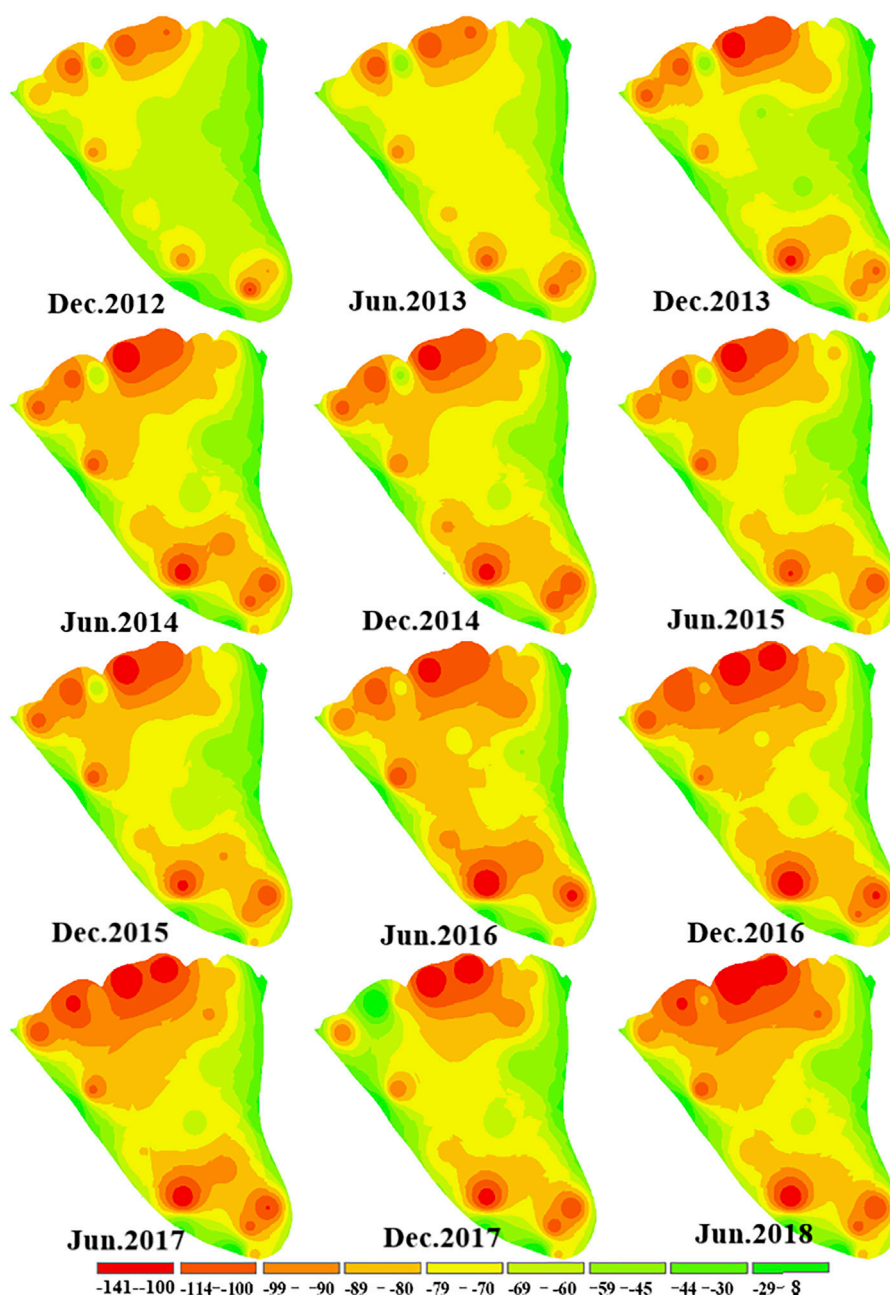 Dec.2012 Jun.2013 Dec.2013
Jun.2014 Dec.2014 Jun.2015
Dec.2015 Jun.2016 Dec.2016
Jun.2017 Dec.2017 Jun.2018
-141--100 -114--100 -99 - -90 -89 - -80 -79 - -70 -69 - -60 -59 - -45 -44 - -30 -29 - 8